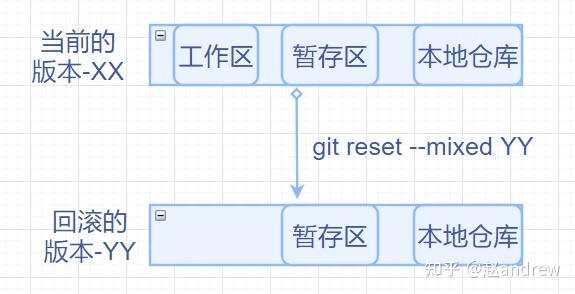 当前的
版本-XX
工作区
暂存区
本地仓库
git reset --mixed YY
回滚的
版本-YY
暂存区
本地仓库
知乎 @赵andrew